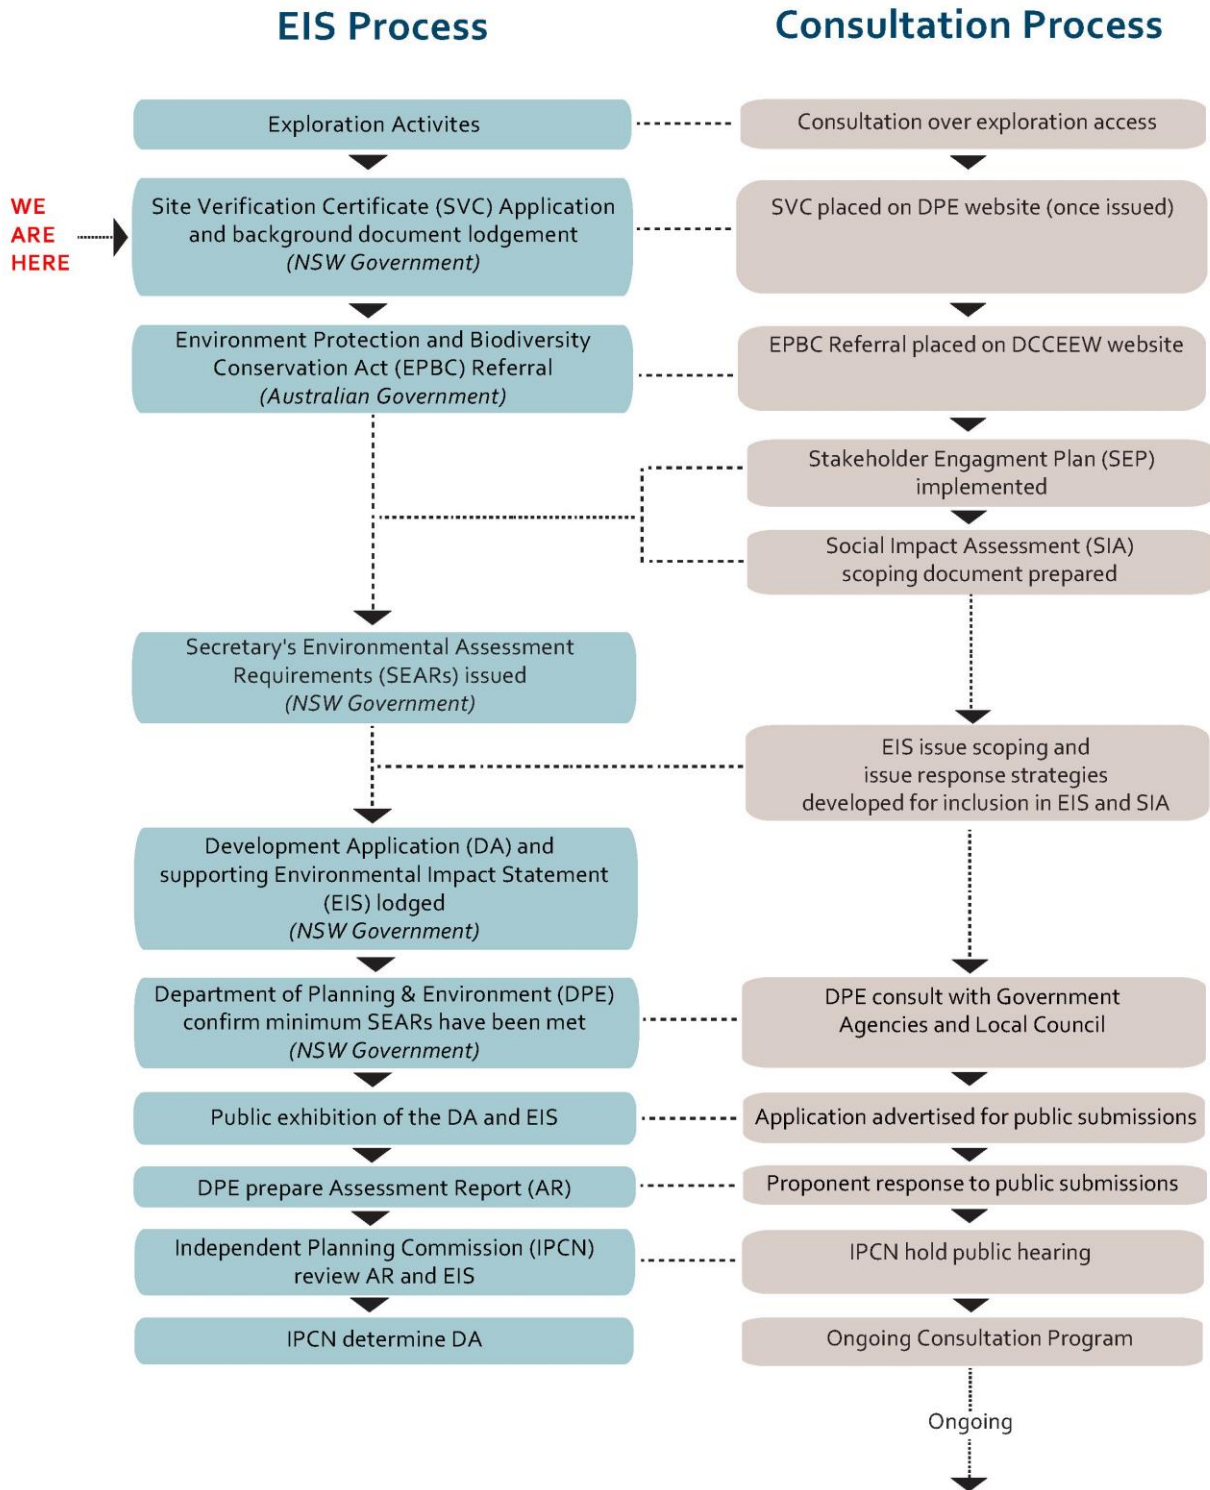 EIS Process
Consultation Process
Exploration Activites
Consultation over exploration access
WE
ARE
HERE
Site Verification Certificate (SVC) Application
and background document lodgement
(NSW Government)
SVC placed on DPE website (once issued)
Environment Protection and Biodiversity
Conservation Act (EPBC) Referral
(Australian Government)
EPBC Referral placed on DCCEEW website
Stakeholder Engagment Plan (SEP)
implemented
Social Impact Assessment (SIA)
scoping document prepared
Secretary's Environmental Assessment
Requirements (SEARs) issued
(NSW Government)
EIS issue scoping and
issue response strategies
developed for inclusion in EIS and SIA
Development Application (DA) and
supporting Environmental Impact Statement
(EIS) lodged
(NSW Government)
Department of Planning & Environment (DPE)
confirm minimum SEARs have been met
(NSW Government)
DPE consult with Government
Agencies and Local Council
Public exhibition of the DA and EIS
Application advertised for public submissions
DPE prepare Assessment Report (AR)
Proponent response to public submissions
Independent Planning Commission (IPCN)
review AR and EIS
IPCN hold public hearing
IPCN determine DA
Ongoing Consultation Program
Ongoing